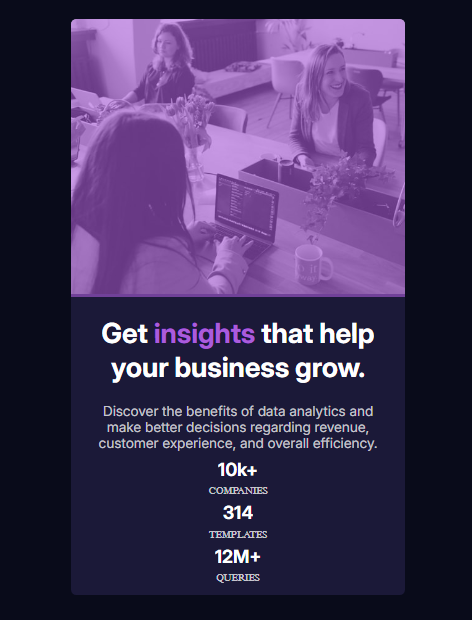 Get insights that help
your business grow.
Discover the benefits of data analytics and
make better decisions regarding revenue,
customer experience, and overall efficiency.
10k+
COMPANIES
314
TEMPLATES
12M+
QUERIES